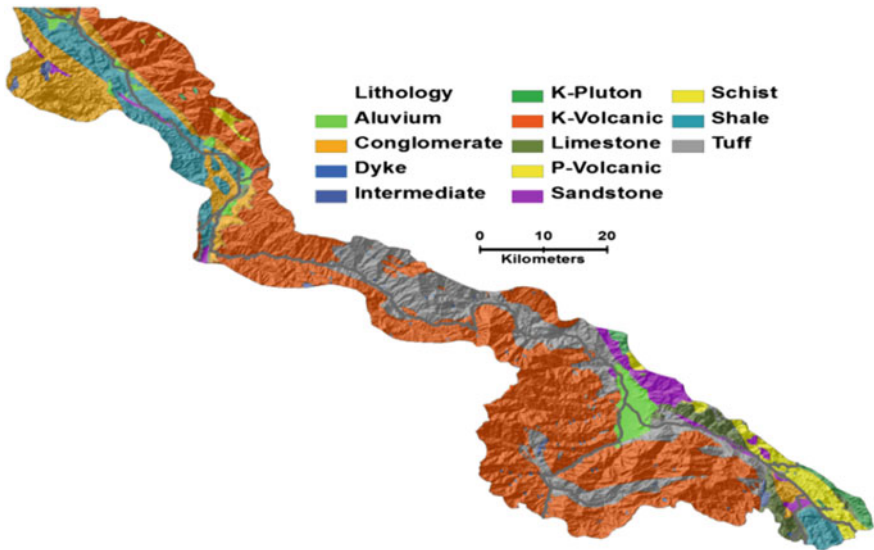 Lithology
Aluvium
Conglomerate
Dyke
Intermediate
K-Pluton
K-Volcanic
Limestone
P-Volcanic
Sandstone
Schist
Shale
Tuff
0 10 20
Kilometers